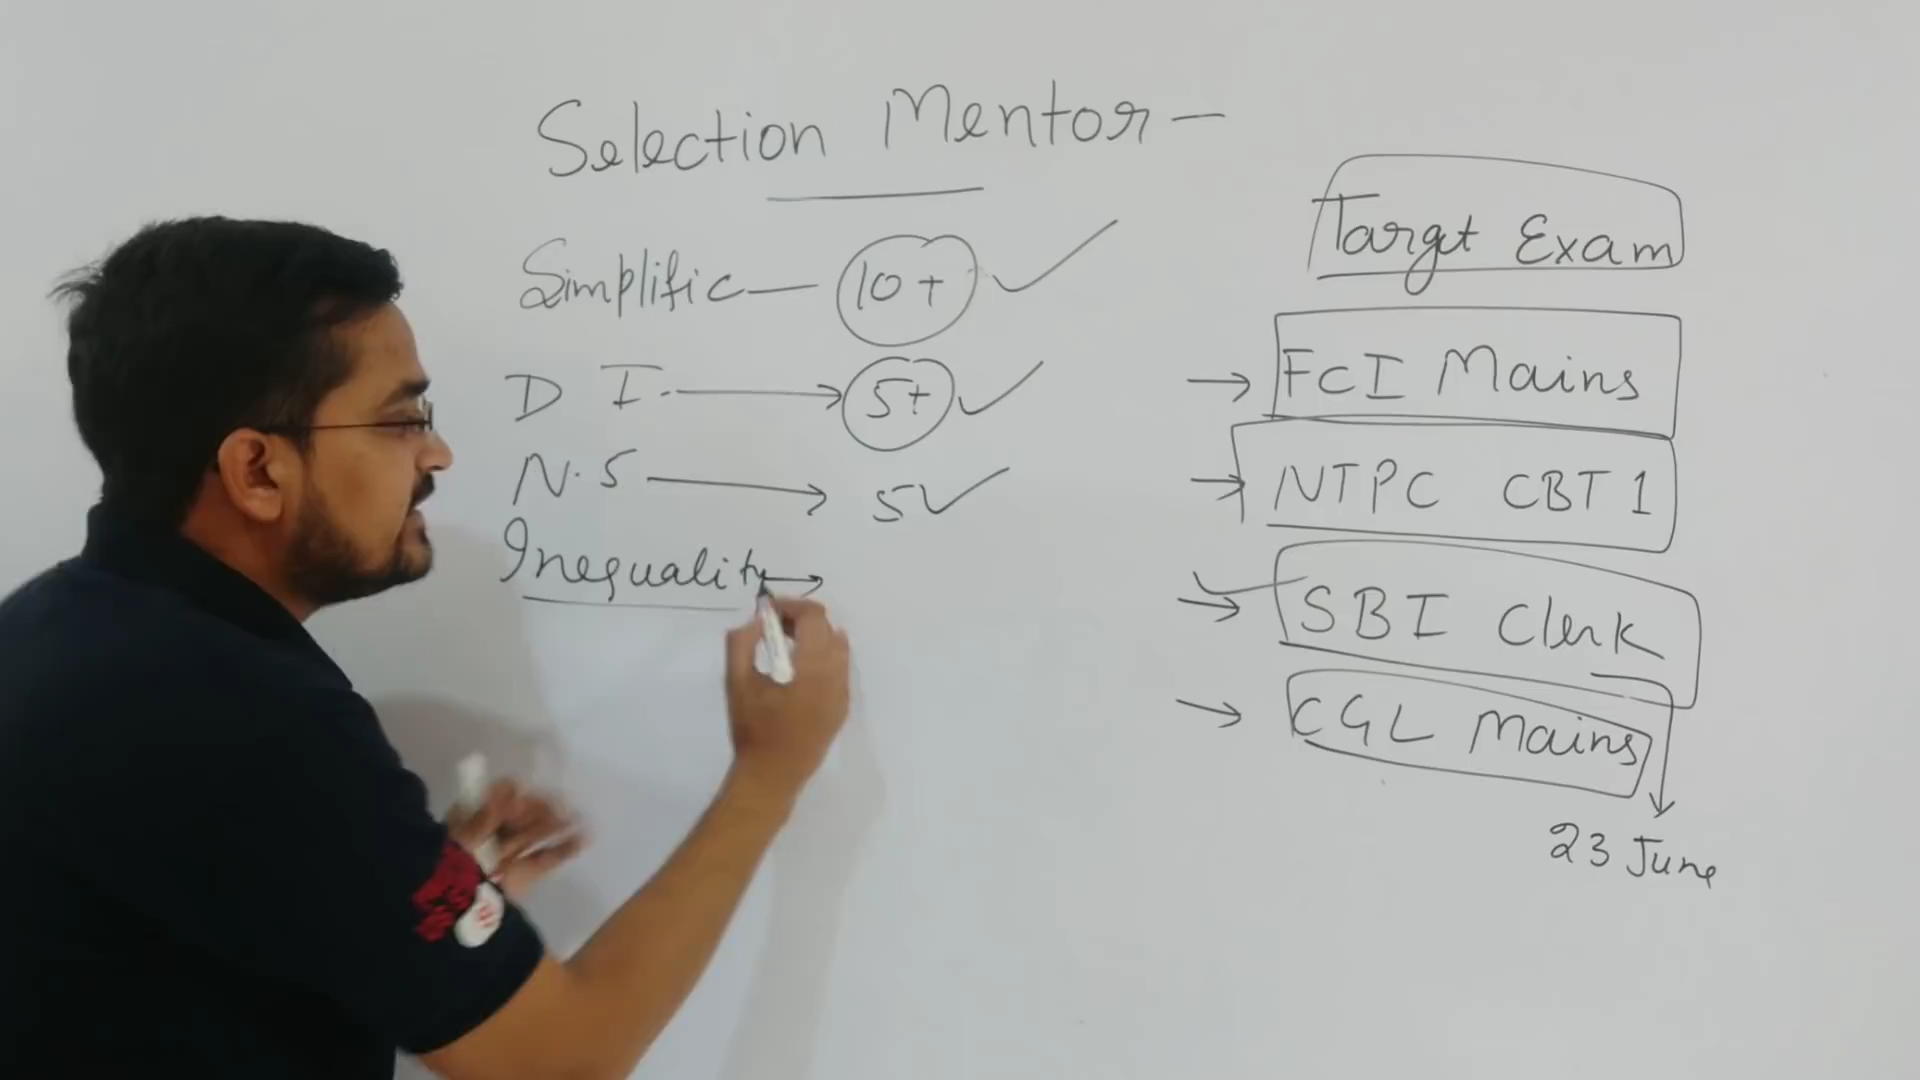 Selection Mentor -
Simplific — 10+ ✓
D I. → 5+ ✓
N.S → 5 ✓
Inequality →
Target Exam
→ FCI Mains
→ NTPC CBT 1
→ SBI Clerk
→ CGL Mains
23 June